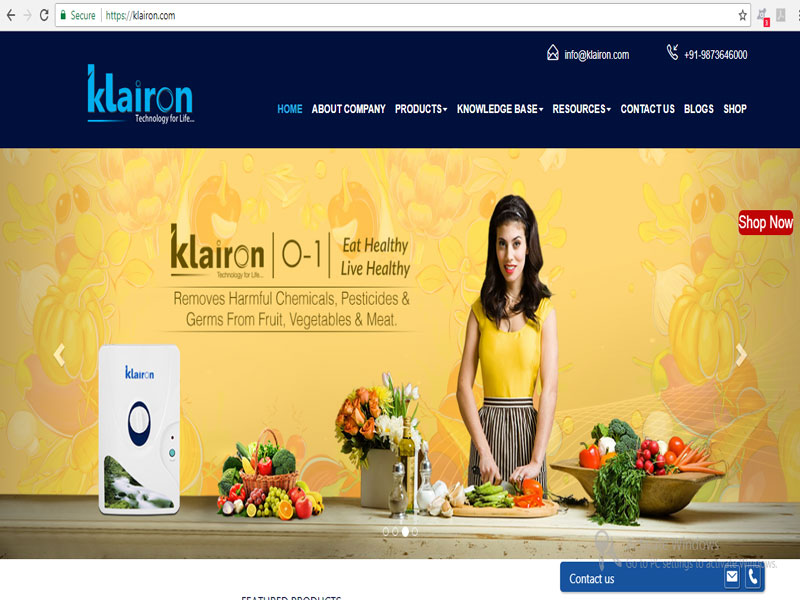 Secure https://klairon.com
info@klairon.com +91-9873646000
klairon
Technology for Life...
HOME ABOUT COMPANY PRODUCTS KNOWLEDGE BASE RESOURCES CONTACT US BLOGS SHOP
Shop Now
klairon O-1 Eat Healthy
Technology for Life... Live Healthy
Removes Harmful Chemicals, Pesticides &
Germs From Fruit, Vegetables & Meat.
klairon
Windows
Go to PC settings to activate Windows.
Contact us
FEATURED PRODUCTS